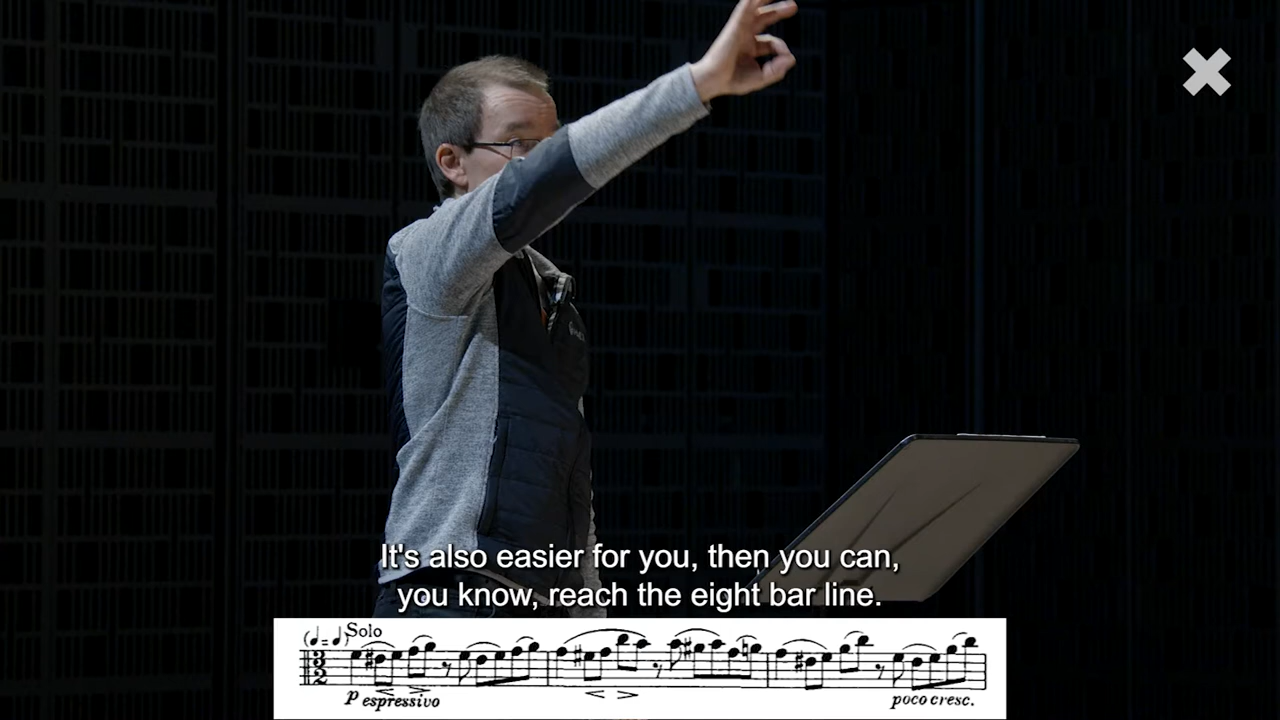 It's also easier for you, then you can,
you know, reach the eight bar line.
(♩=♩) Solo
3
2
p espressivo
poco cresc.